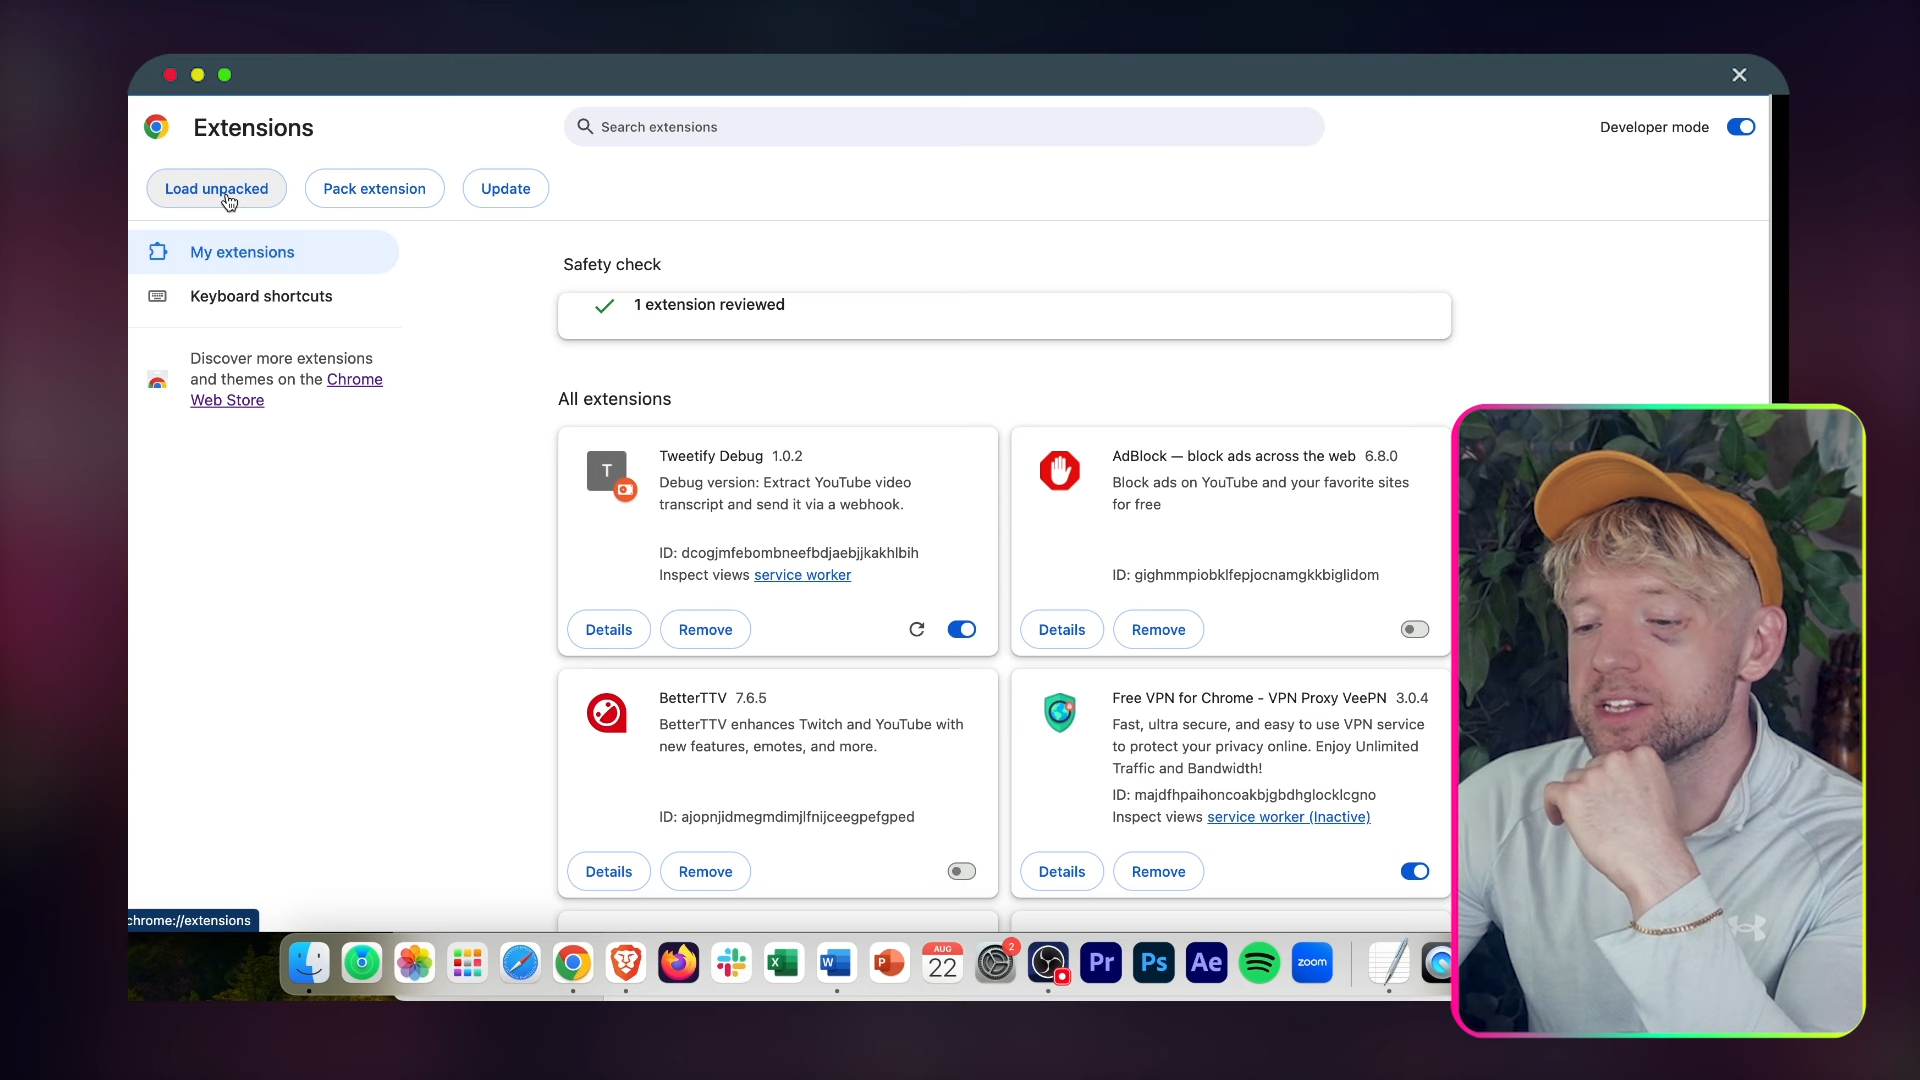 Extensions
Search extensions
Developer mode
Load unpacked
Pack extension
Update
My extensions
Keyboard shortcuts
Discover more extensions
and themes on the Chrome
Web Store
Safety check
1 extension reviewed
All extensions
T
Tweetify Debug 1.0.2
Debug version: Extract YouTube video
transcript and send it via a webhook.
ID: dcogjmfebombneefbdjaebjjkakhlbih
Inspect views service worker
Details
Remove
AdBlock — block ads across the web 6.8.0
Block ads on YouTube and your favorite sites
for free
ID: gighmmpiobklfepjocnamgkkbiglidom
Details
Remove
BetterTTV 7.6.5
BetterTTV enhances Twitch and YouTube with
new features, emotes, and more.
ID: ajopnjidmegmdimjlfnijceegpefgped
Details
Remove
Free VPN for Chrome - VPN Proxy VeePN 3.0.4
Fast, ultra secure, and easy to use VPN service
to protect your privacy online. Enjoy Unlimited
Traffic and Bandwidth!
ID: majdfhpaihoncoakbjgbdhglocklcgno
Inspect views service worker (Inactive)
Details
Remove
chrome://extensions
X
W
P
AUG
22
2
Pr
Ps
Ae
zoom